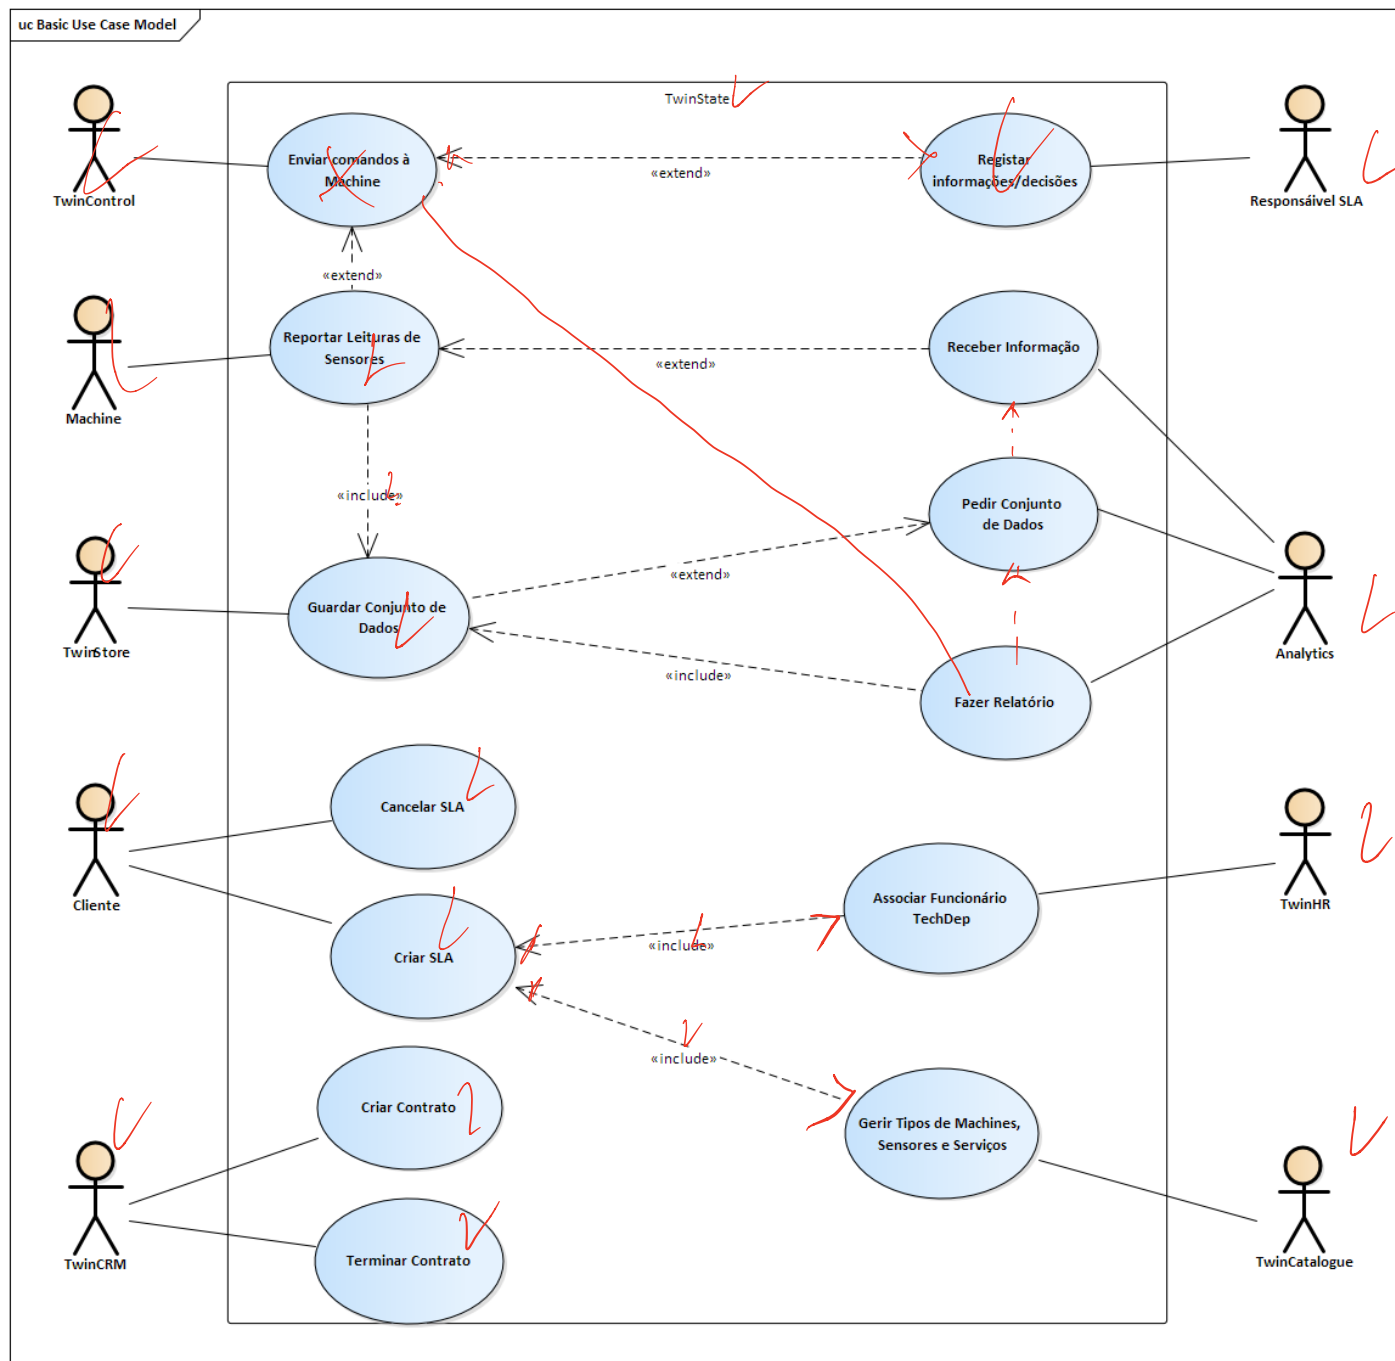 uc Basic Use Case Model
TwinState
TwinControl
Enviar comandos à
Machine
«extend»
Registar
informações/decisões
Responsáivel SLA
«extend»
Machine
Reportar Leituras de
Sensores
«extend»
Receber Informação
«include»
Pedir Conjunto
de Dados
TwinStore
Guardar Conjunto de
Dados
«extend»
«include»
Fazer Relatório
Analytics
Cliente
Cancelar SLA
Criar SLA
«include»
Associar Funcionário
TechDep
TwinHR
«include»
Criar Contrato
Gerir Tipos de Machines,
Sensores e Serviços
TwinCRM
Terminar Contrato
TwinCatalogue